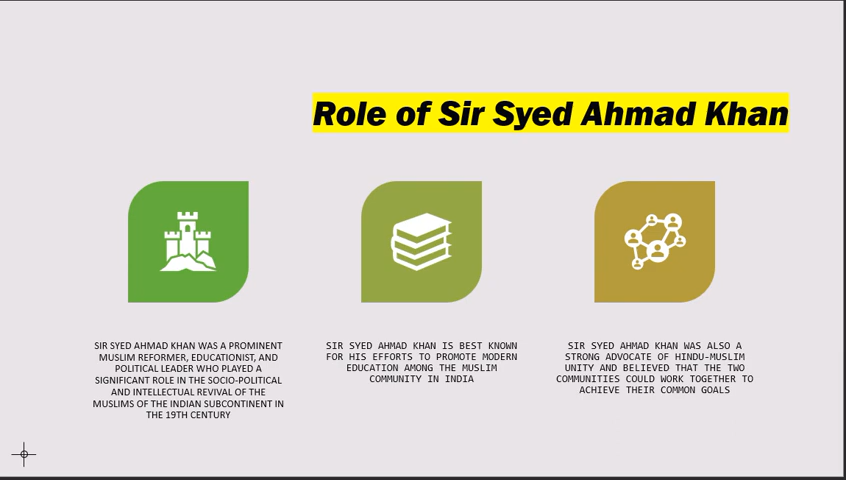 Role of Sir Syed Ahmad Khan
SIR SYED AHMAD KHAN WAS A PROMINENT
MUSLIM REFORMER, EDUCATIONIST, AND
POLITICAL LEADER WHO PLAYED A
SIGNIFICANT ROLE IN THE SOCIO-POLITICAL
AND INTELLECTUAL REVIVAL OF THE
MUSLIMS OF THE INDIAN SUBCONTINENT IN
THE 19TH CENTURY
SIR SYED AHMAD KHAN IS BEST KNOWN
FOR HIS EFFORTS TO PROMOTE MODERN
EDUCATION AMONG THE MUSLIM
COMMUNITY IN INDIA
SIR SYED AHMAD KHAN WAS ALSO A
STRONG ADVOCATE OF HINDU-MUSLIM
UNITY AND BELIEVED THAT THE TWO
COMMUNITIES COULD WORK TOGETHER TO
ACHIEVE THEIR COMMON GOALS